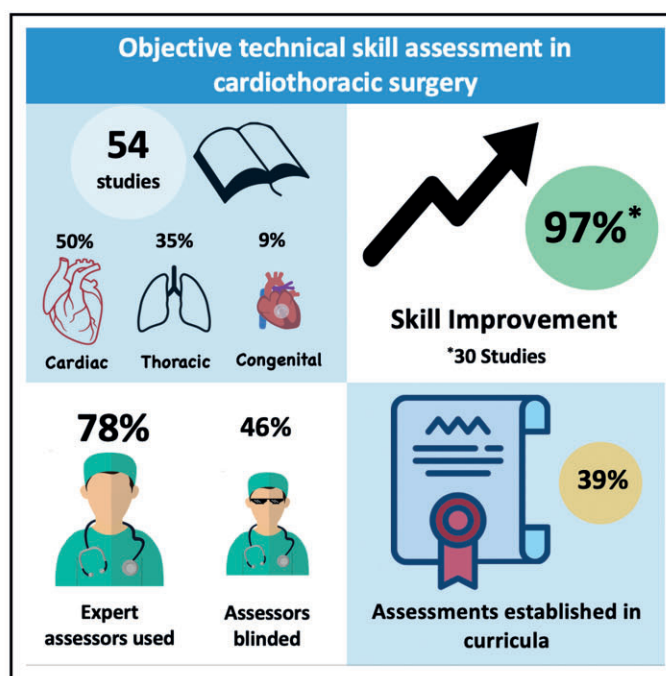 Objective technical skill assessment in
cardiothoracic surgery
54
studies
50%
35%
9%
Cardiac
Thoracic
Congenital
97%*
Skill Improvement
*30 Studies
78%
46%
Expert
assessors used
Assessors
blinded
39%
Assessments established in
curricula